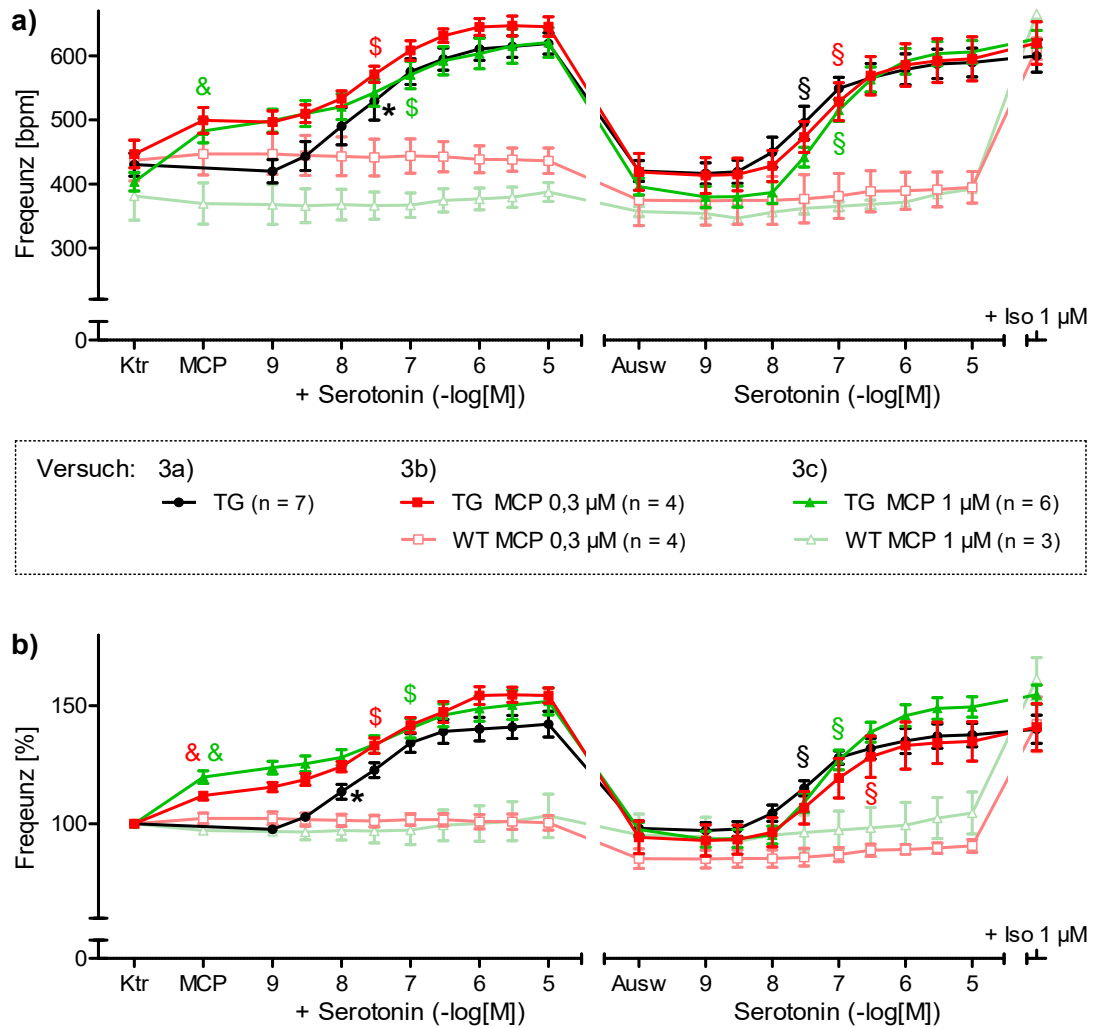 a)
Freqeunz [bpm]
600
500
400
300
0
& $ * $ § § §
+ Iso 1 µM
Ktr MCP 9 8 7 6 5 Ausw 9 8 7 6 5
+ Serotonin (-log[M]) Serotonin (-log[M])
Versuch: 3a) 3b) 3c)
TG (n = 7) TG MCP 0,3 µM (n = 4) TG MCP 1 µM (n = 6)
WT MCP 0,3 µM (n = 4) WT MCP 1 µM (n = 3)
b)
Freqeunz [%]
150
100
0
& & * $ $ § § §
+ Iso 1 µM
Ktr MCP 9 8 7 6 5 Ausw 9 8 7 6 5
+ Serotonin (-log[M]) Serotonin (-log[M])